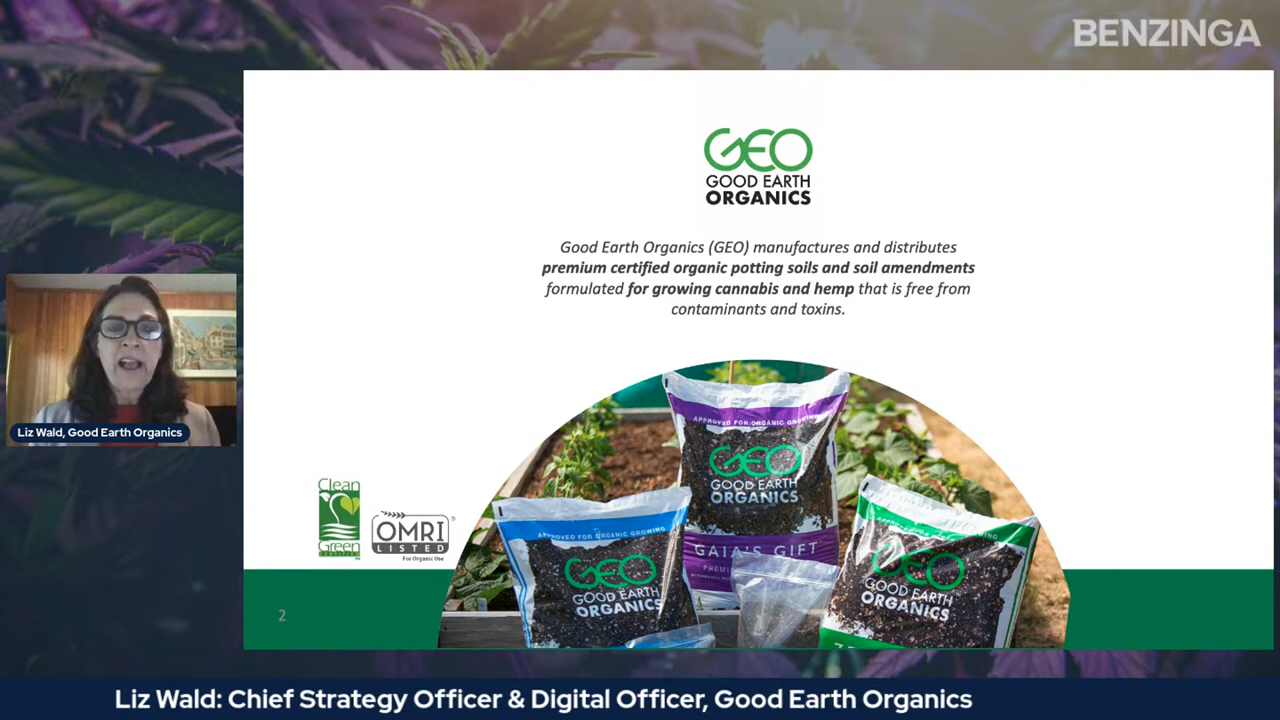 BENZINGA
GEO
GOOD EARTH
ORGANICS
Good Earth Organics (GEO) manufactures and distributes
premium certified organic potting soils and soil amendments
formulated for growing cannabis and hemp that is free from
contaminants and toxins.
Liz Wald, Good Earth Organics
Clean
Green
OMRI
LISTED
For Organic Use
APPROVED FOR ORGANIC GROWING
GEO
GOOD EARTH
ORGANICS
GAIA'S GIFT
APPROVED FOR ORGANIC GROWING
GEO
GOOD EARTH
ORGANICS
GEO
GOOD EARTH
ORGANICS
2
Liz Wald: Chief Strategy Officer & Digital Officer, Good Earth Organics